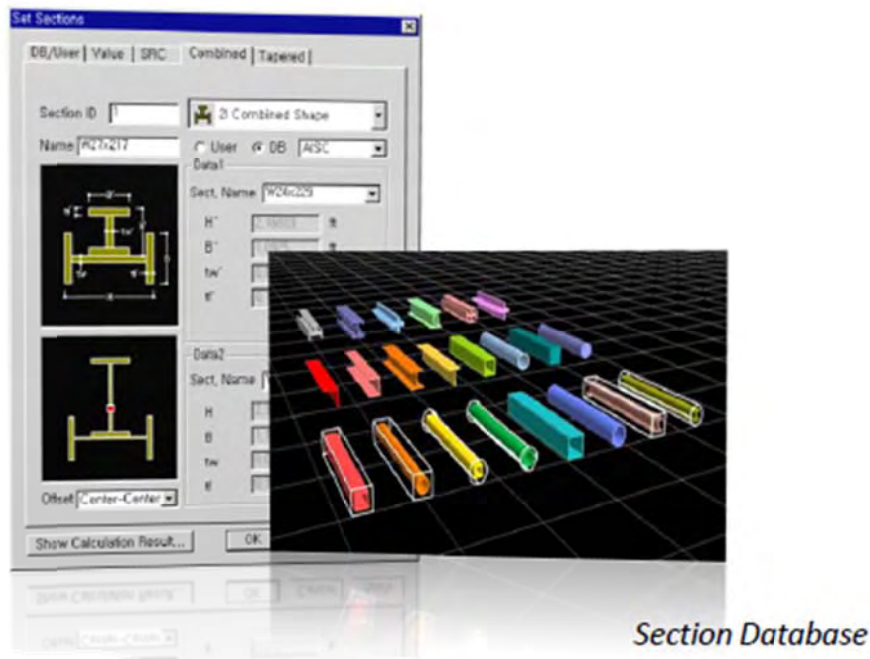 Set Sections
DB/User Value SRC Combined Tapered
Section ID 1 2I Combined Shape
Name W27x217 User DB AISC
Data1
Sect. Name W24x229
H' ft
B' ft
tw'
tf'
Data2
Sect. Name
H
B
tw
tf
Offset Center-Center
Show Calculation Result... OK
Section Database